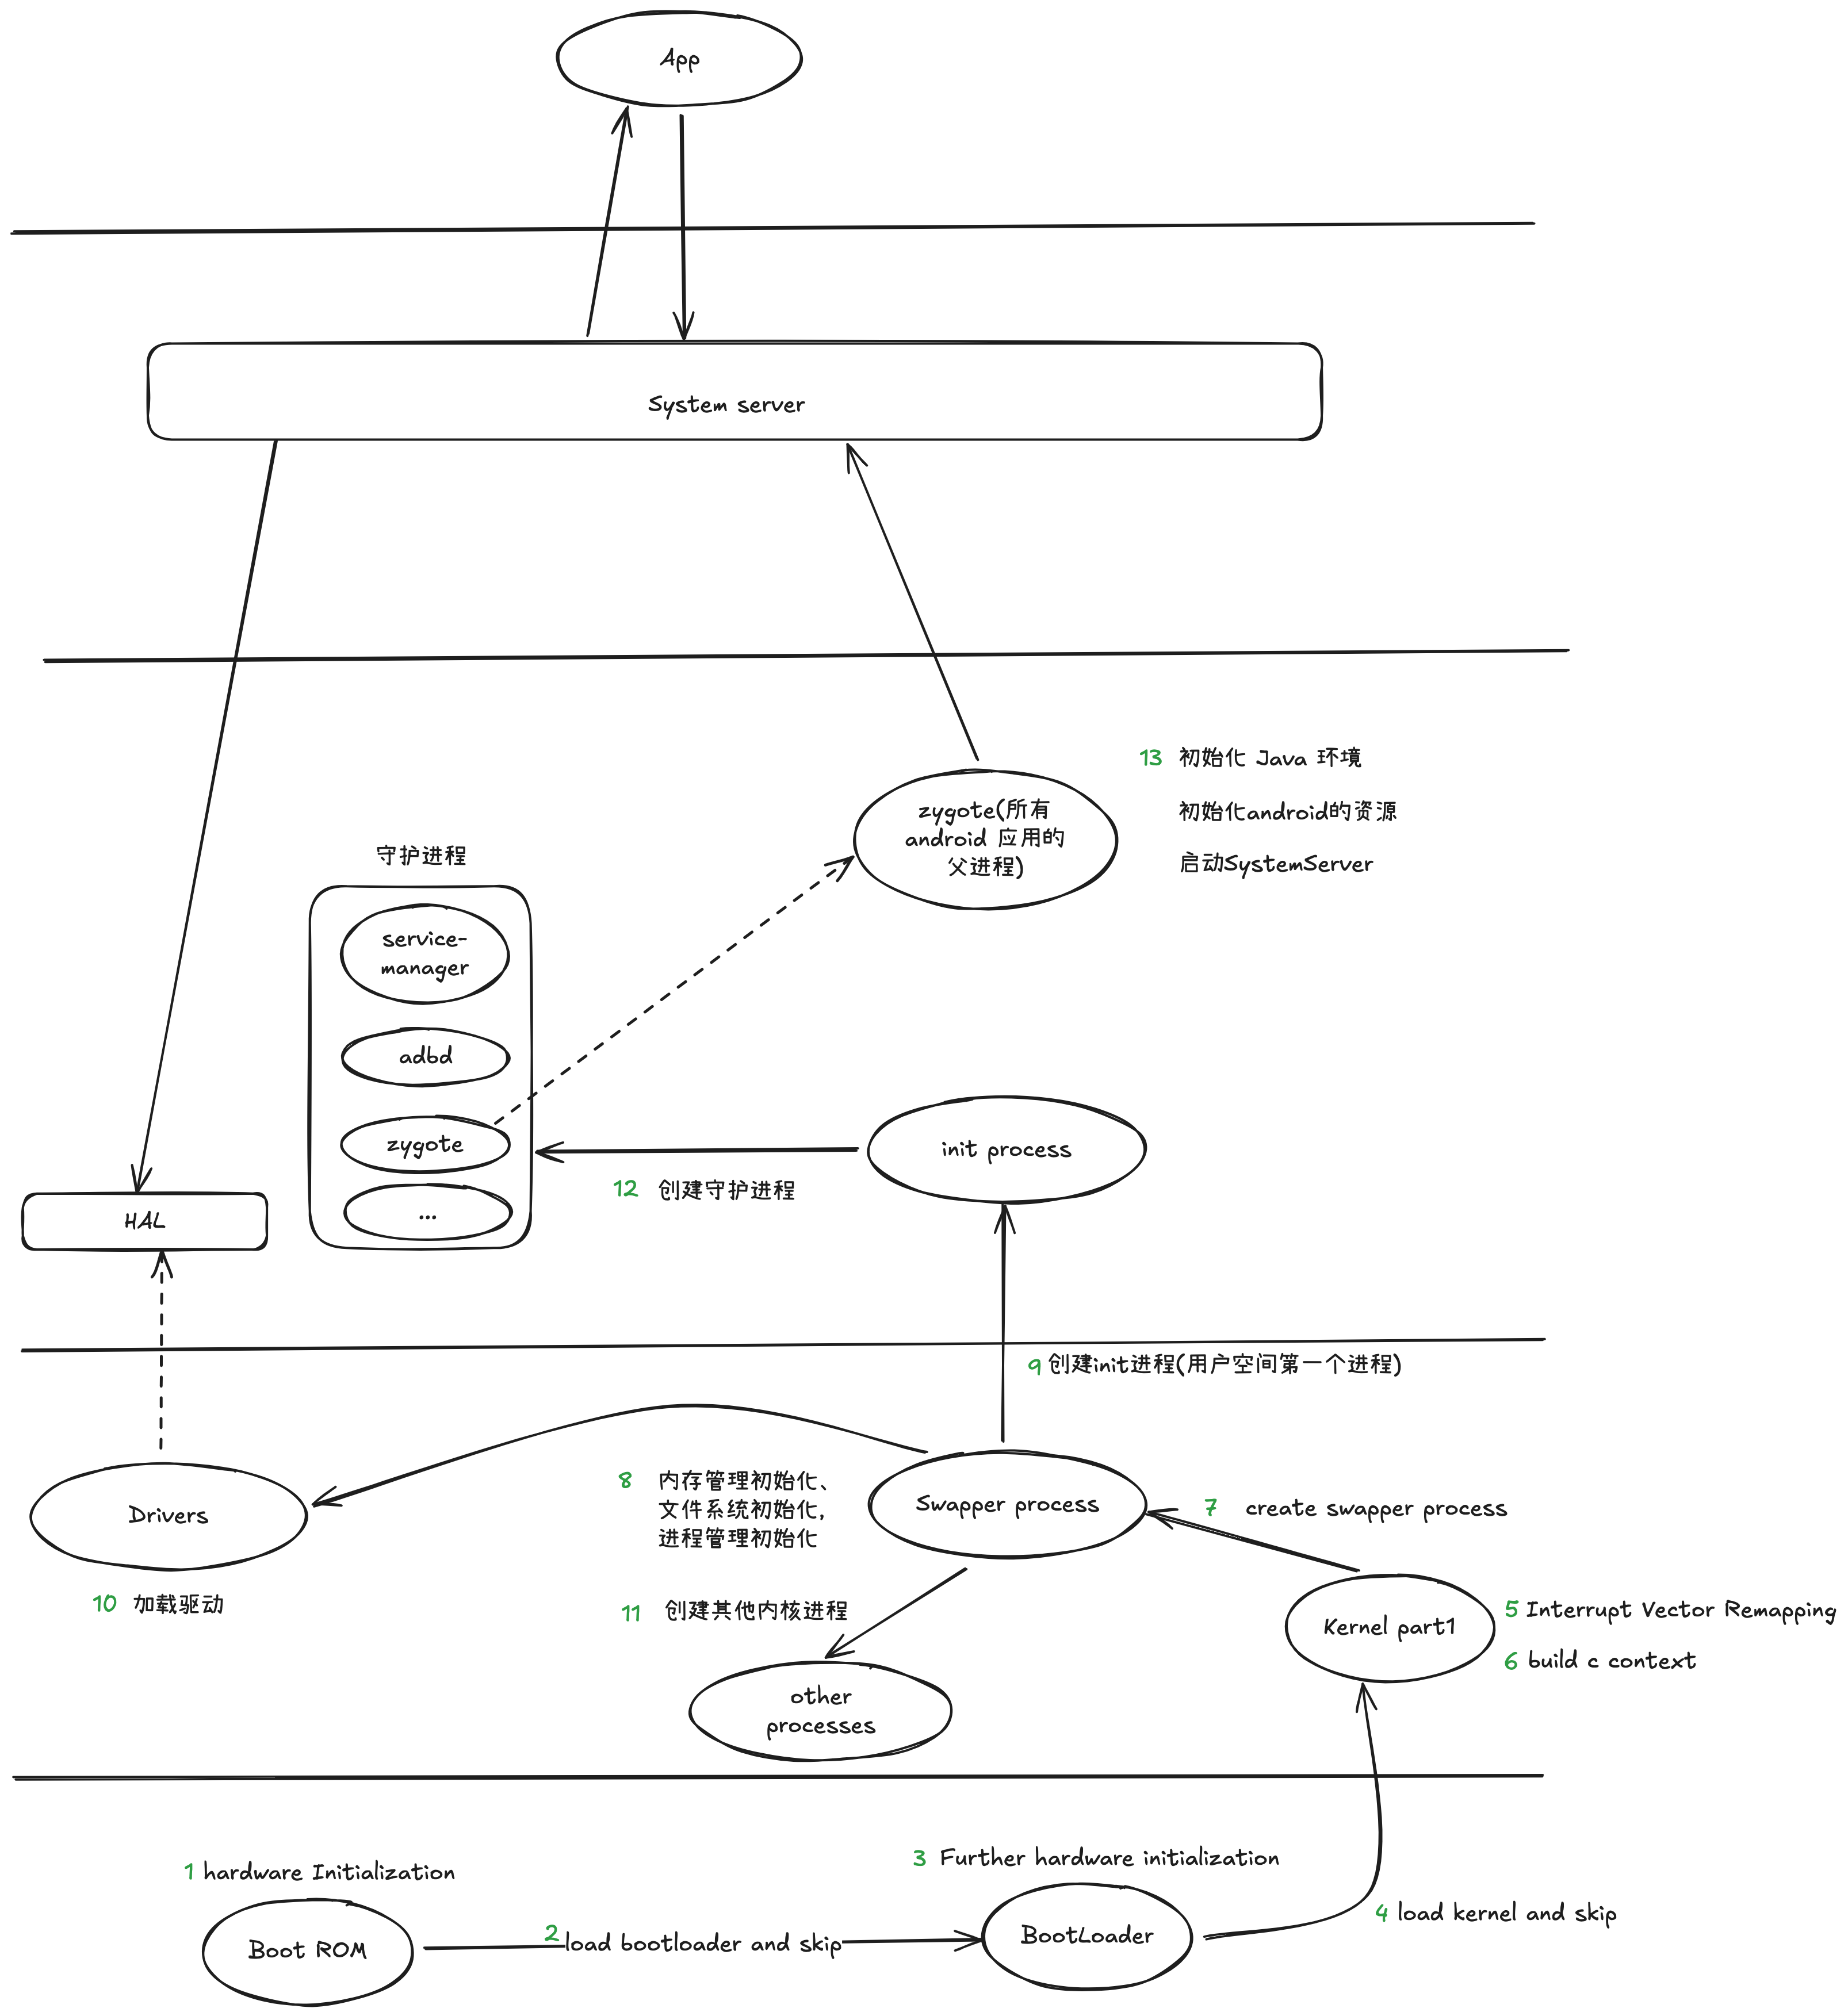 App
System server
13 初始化 Java 环境
初始化android的资源
启动SystemServer
zygote(所有
android 应用的
父进程)
守护进程
service-
manager
adbd
zygote
...
init process
12 创建守护进程
HAL
9 创建init进程(用户空间第一个进程)
8 内存管理初始化、
文件系统初始化,
进程管理初始化
Swapper process
7 create swapper process
Drivers
10 加载驱动
11 创建其他内核进程
Kernel part1
5 Interrupt Vector Remapping
6 build c context
other
processes
1 hardware Initialization
3 Further hardware initialization
4 load kernel and skip
Boot ROM
2 load bootloader and skip
BootLoader